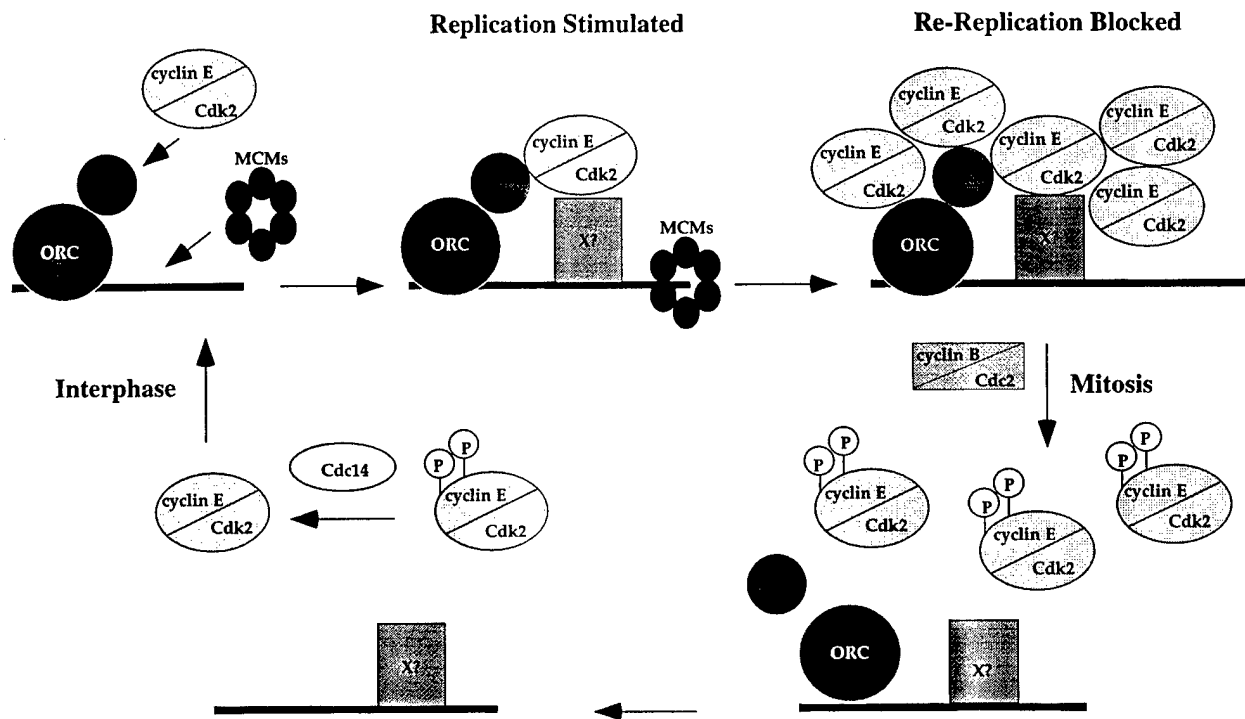 Replication Stimulated
Re-Replication Blocked
cyclin E
Cdk2
MCMs
ORC
cyclin E
Cdk2
X?
ORC
MCMs
cyclin E
Cdk2
cyclin E
Cdk2
cyclin E
Cdk2
cyclin E
Cdk2
cyclin E
Cdk2
ORC
Interphase
cyclin B
Cdc2
Mitosis
P
P
cyclin E
Cdk2
Cdc14
P
P
cyclin E
Cdk2
P
P
cyclin E
Cdk2
P
P
cyclin E
Cdk2
cyclin E
Cdk2
X?
ORC
X?